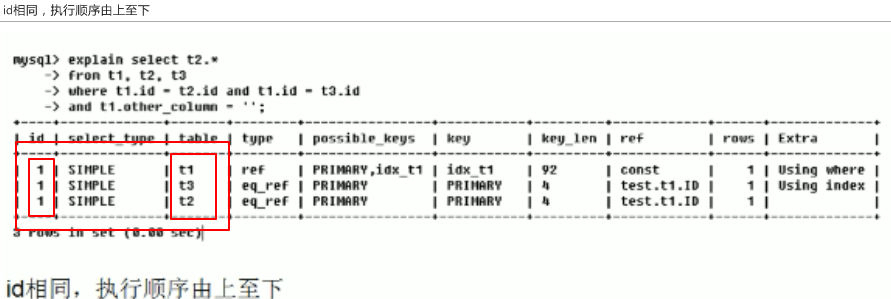 id相同，执行顺序由上至下
mysql> explain select t2.*
-> from t1, t2, t3
-> where t1.id = t2.id and t1.id = t3.id
-> and t1.other_column = '';
| id | select_type | table | type | possible_keys | key | key_len | ref | rows | Extra |
| 1 | SIMPLE | t1 | ref | PRIMARY,idx_t1 | idx_t1 | 92 | const | 1 | Using where |
| 1 | SIMPLE | t3 | eq_ref | PRIMARY | PRIMARY | 4 | test.t1.ID | 1 | Using index |
| 1 | SIMPLE | t2 | eq_ref | PRIMARY | PRIMARY | 4 | test.t1.ID | 1 | |
3 rows in set (0.00 sec)
id相同，执行顺序由上至下